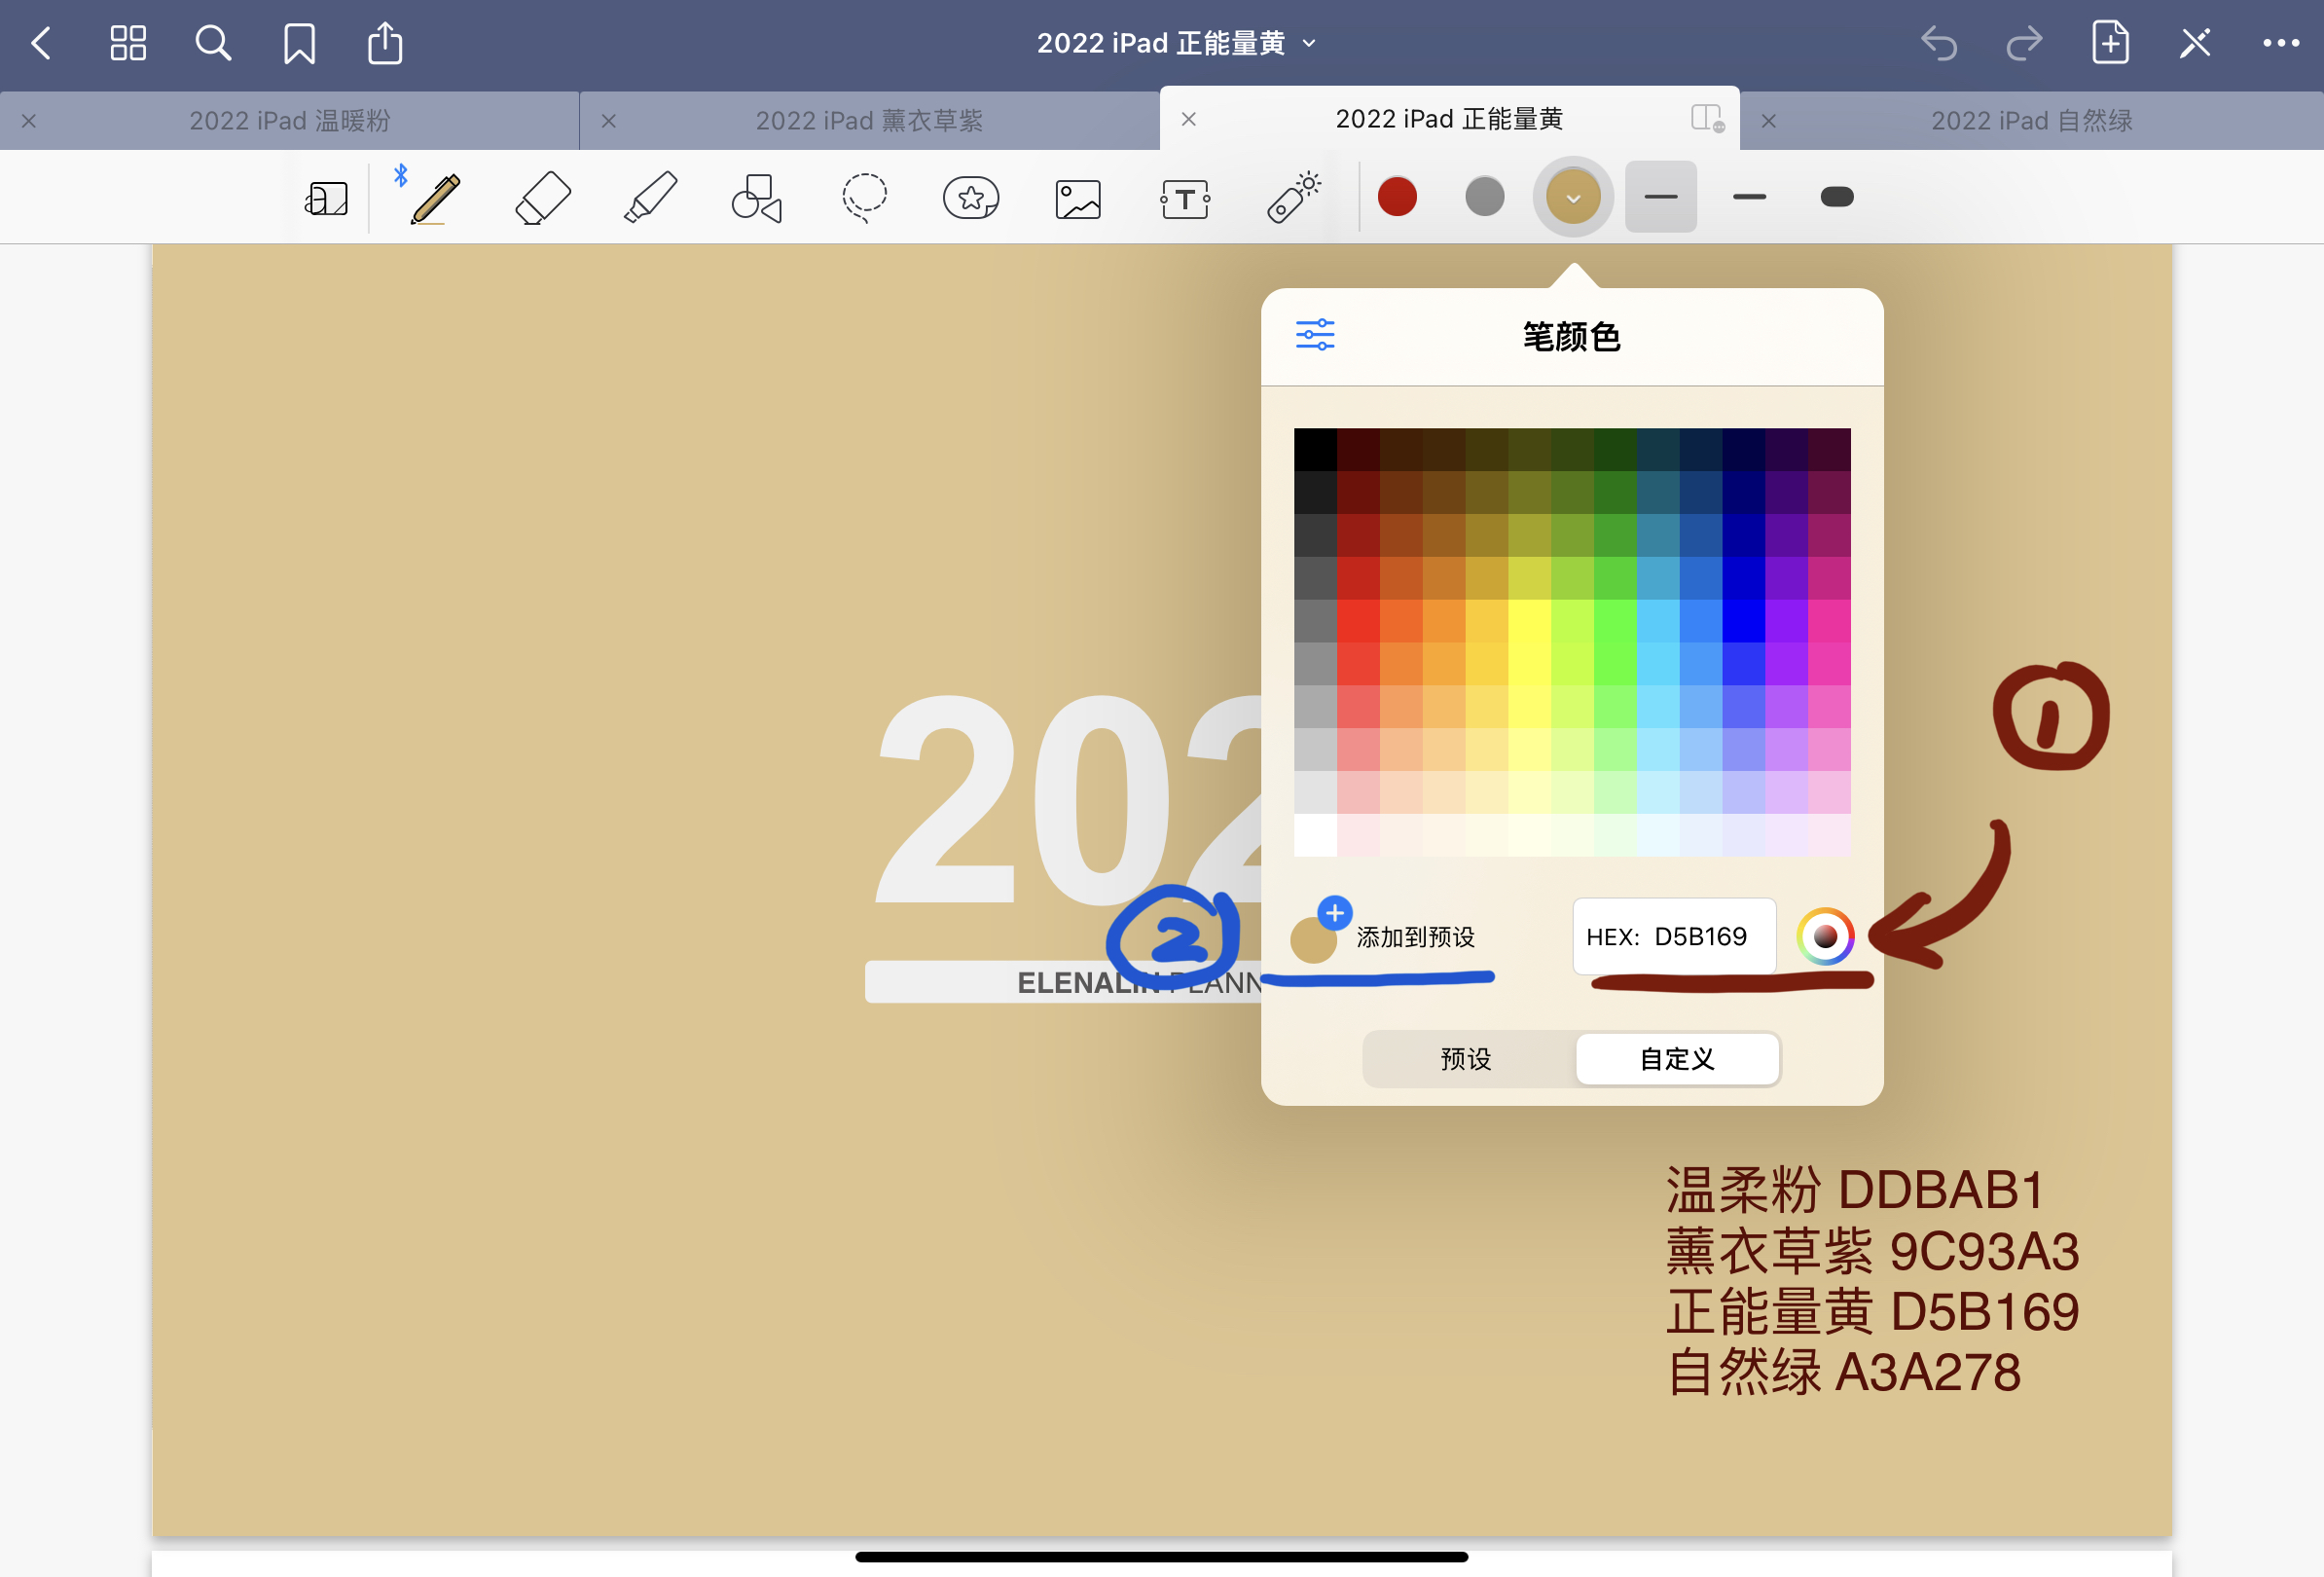 2022 iPad 正能量黄
2022 iPad 温暖粉
2022 iPad 薰衣草紫
2022 iPad 正能量黄
2022 iPad 自然绿
T
笔颜色
202
1
2
添加到预设
HEX: D5B169
ELENALIN PLANN
预设
自定义
温柔粉 DDBAB1
薰衣草紫 9C93A3
正能量黄 D5B169
自然绿 A3A278